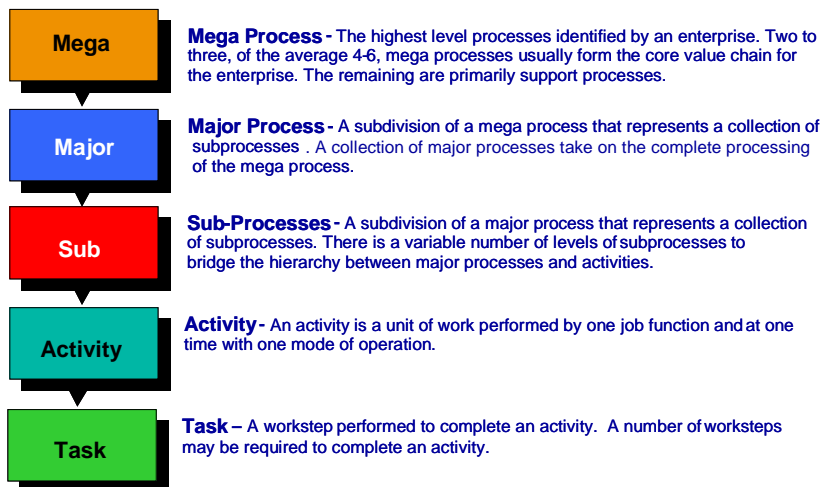 Mega
Mega Process - The highest level processes identified by an enterprise. Two to
three, of the average 4-6, mega processes usually form the core value chain for
the enterprise. The remaining are primarily support processes.
Major
Major Process - A subdivision of a mega process that represents a collection of
subprocesses . A collection of major processes take on the complete processing
of the mega process.
Sub
Sub-Processes - A subdivision of a major process that represents a collection
of subprocesses. There is a variable number of levels of subprocesses to
bridge the hierarchy between major processes and activities.
Activity
Activity - An activity is a unit of work performed by one job function and at one
time with one mode of operation.
Task
Task – A workstep performed to complete an activity. A number of worksteps
may be required to complete an activity.